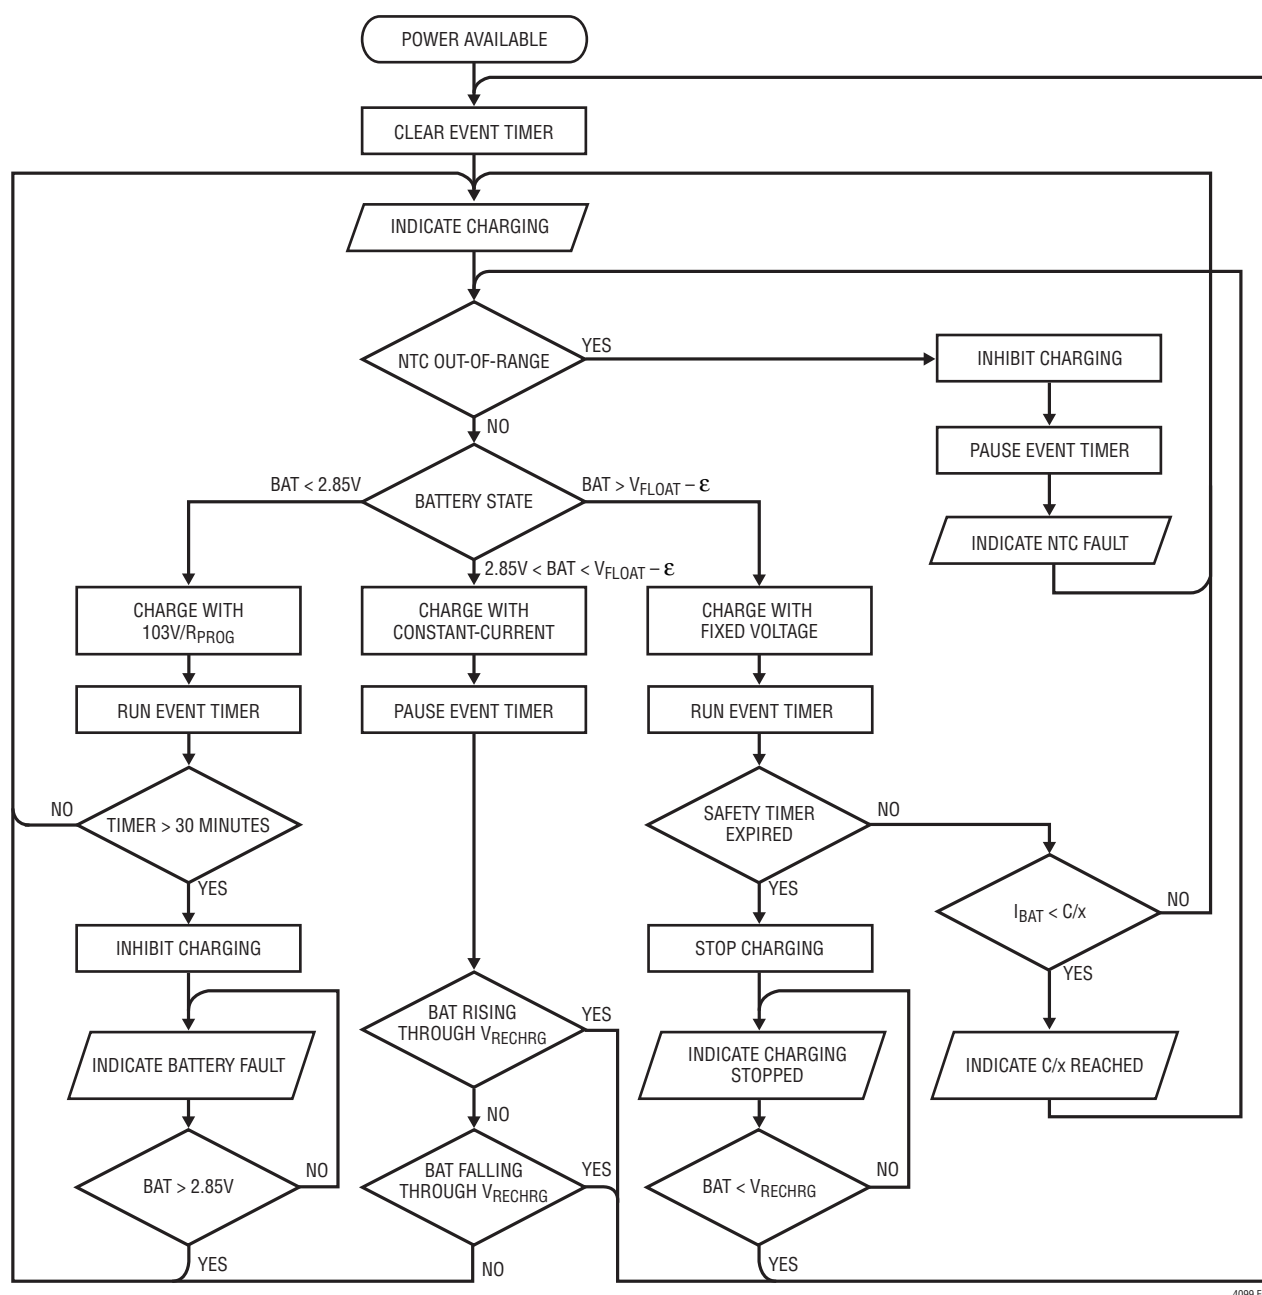 POWER AVAILABLE
CLEAR EVENT TIMER
INDICATE CHARGING
NTC OUT-OF-RANGE
YES
INHIBIT CHARGING
NO
PAUSE EVENT TIMER
BAT < 2.85V
BATTERY STATE
BAT > VFLOAT – ε
INDICATE NTC FAULT
2.85V < BAT < VFLOAT – ε
CHARGE WITH
103V/RPROG
CHARGE WITH
CONSTANT-CURRENT
CHARGE WITH
FIXED VOLTAGE
RUN EVENT TIMER
PAUSE EVENT TIMER
RUN EVENT TIMER
NO
TIMER > 30 MINUTES
SAFETY TIMER
EXPIRED
NO
YES
YES
IBAT < C/x
NO
INHIBIT CHARGING
STOP CHARGING
YES
BAT RISING
THROUGH VRECHRG
YES
INDICATE BATTERY FAULT
INDICATE CHARGING
STOPPED
INDICATE C/x REACHED
NO
BAT > 2.85V
NO
BAT FALLING
THROUGH VRECHRG
YES
BAT < VRECHRG
NO
YES
NO
YES